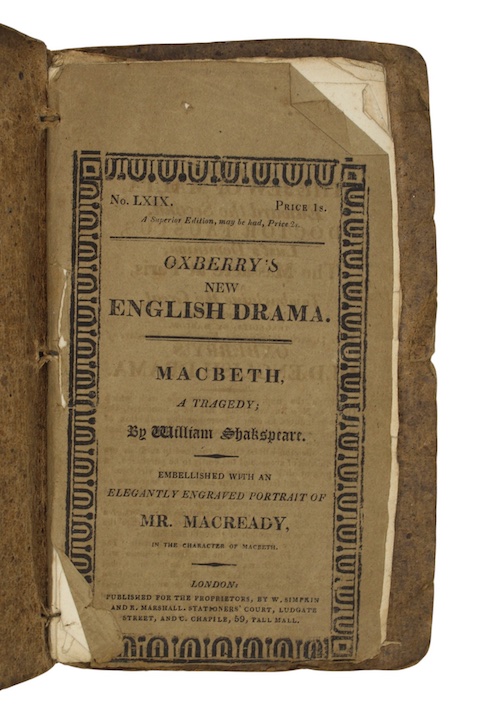 No. LXIX. PRICE 1s.
A Superior Edition, may be had, Price 2s.
OXBERRY'S
NEW
ENGLISH DRAMA.
MACBETH,
A TRAGEDY;
By William Shakspeare.
EMBELLISHED WITH AN
ELEGANTLY ENGRAVED PORTRAIT OF
MR. MACREADY,
IN THE CHARACTER OF MACBETH.
LONDON:
PUBLISHED FOR THE PROPRIETORS, BY W. SIMPKIN
AND R. MARSHALL. STATIONERS' COURT, LUDGATE
STREET, AND C. CHAPPLE, 59, PALL MALL.